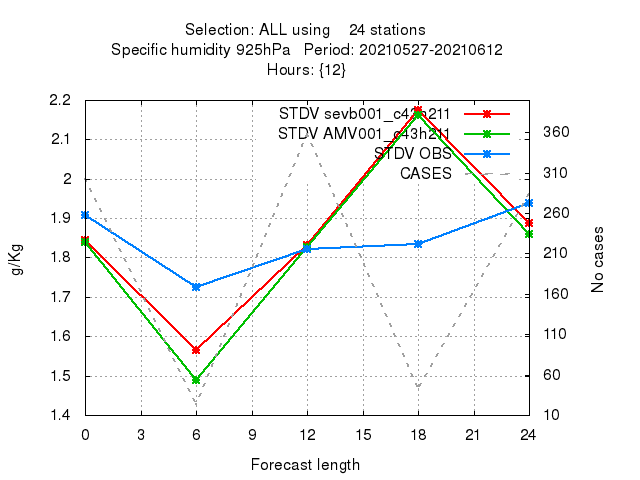 Selection: ALL using    24 stations
Specific humidity 925hPa   Period: 20210527-20210612
Hours: {12}
STDV sevb001_c43h211
STDV AMV001_c43h211
STDV OBS
CASES
2.2
2.1
2
1.9
1.8
1.7
1.6
1.5
1.4
360
310
260
210
160
110
60
10
g/Kg
No cases
0 3 6 9 12 15 18 21 24
Forecast length